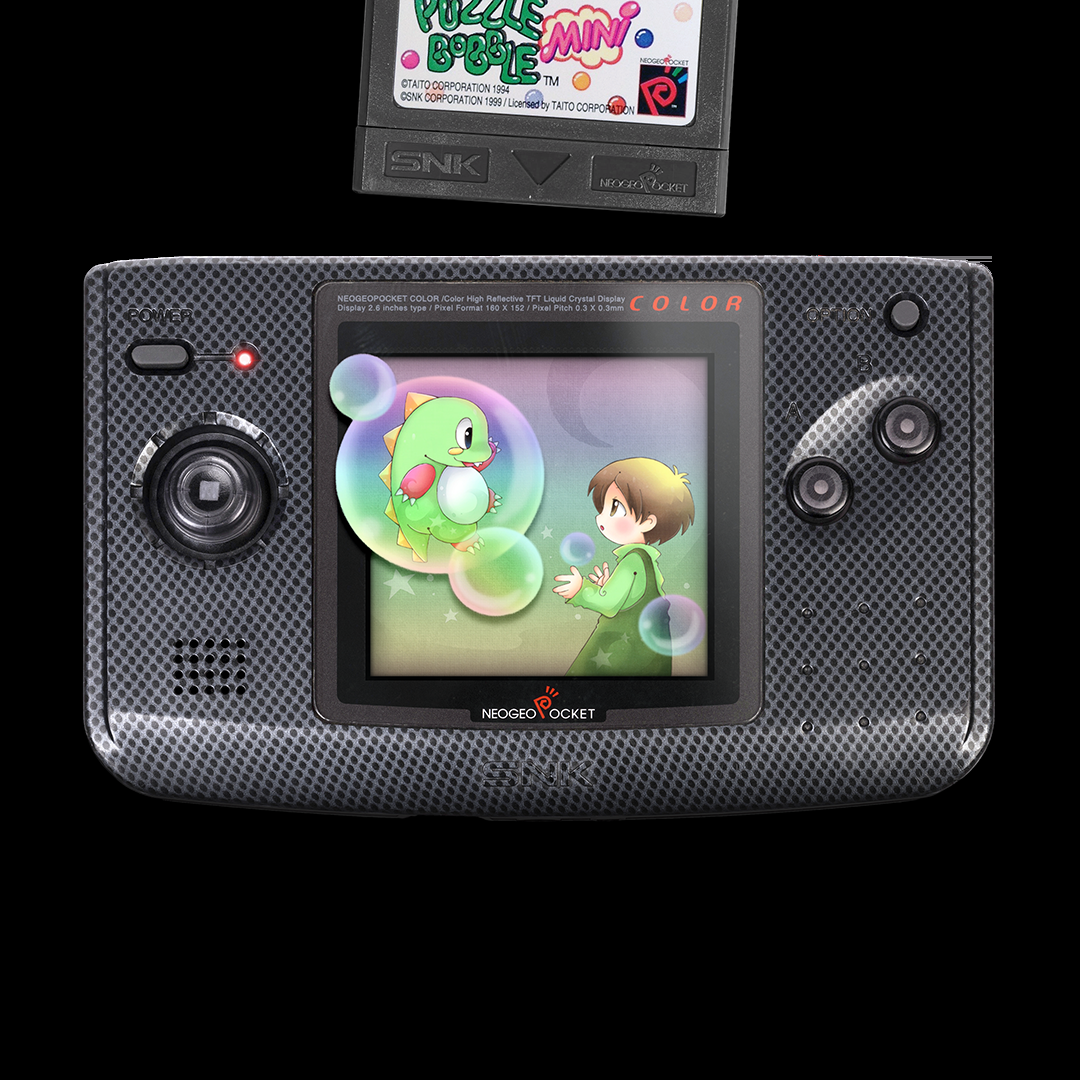 PUZZLE
BOBBLE™
MINI
NEOGEO POCKET
©TAITO CORPORATION 1994
©SNK CORPORATION 1999 / Licensed by TAITO CORPORATION
SNK
NEOGEO POCKET
NEOGEOPOCKET COLOR /Color High Reflective TFT Liquid Crystal Display
Display 2.6 inches type / Pixel Format 160 X 152 / Pixel Pitch 0.3 X 0.3mm
COLOR
POWER
OPTION
B
A
NEOGEO POCKET
SNK